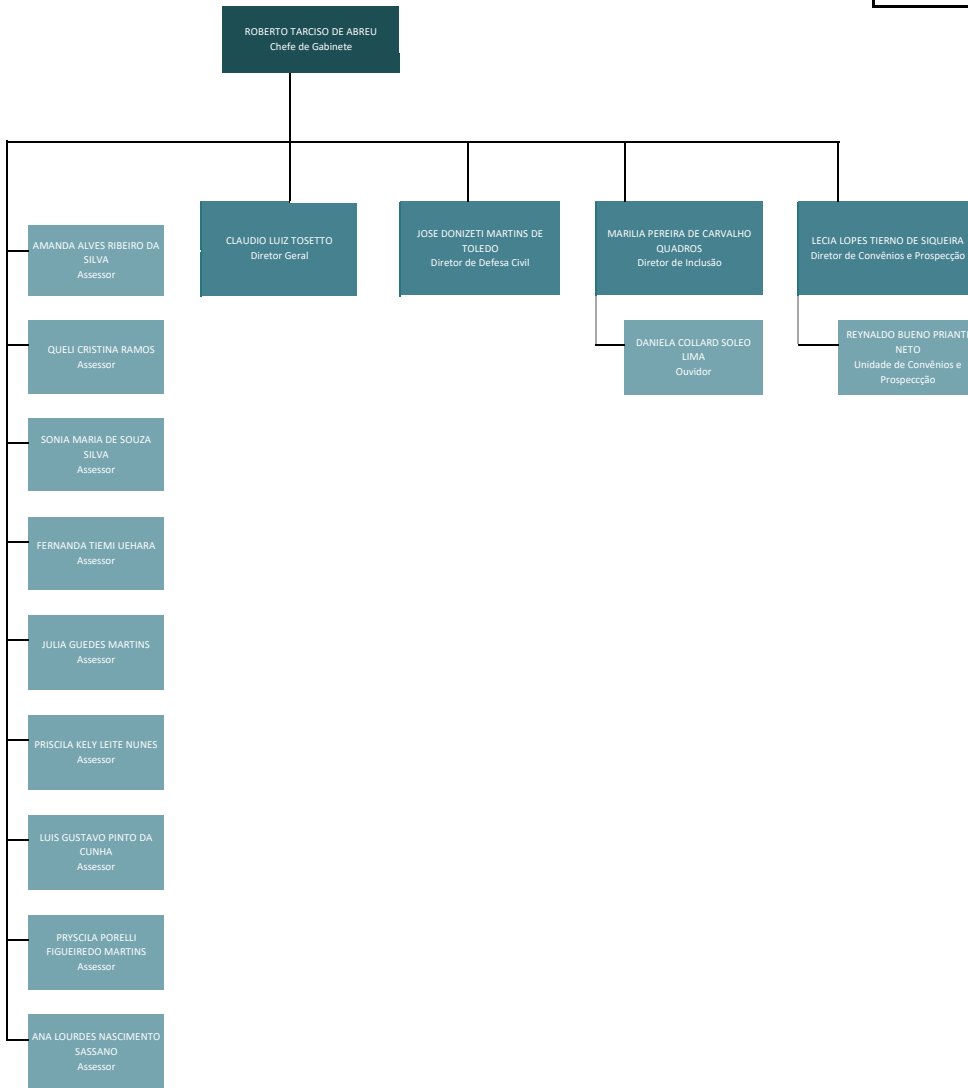 ROBERTO TARCISO DE ABREU
Chefe de Gabinete
CLAUDIO LUIZ TOSETTO
Diretor Geral
JOSE DONIZETI MARTINS DE
TOLEDO
Diretor de Defesa Civil
MARILIA PEREIRA DE CARVALHO
QUADROS
Diretor de Inclusão
LECIA LOPES TIERNO DE SIQUEIRA
Diretor de Convênios e Prospecção
AMANDA ALVES RIBEIRO DA
SILVA
Assessor
QUELI CRISTINA RAMOS
Assessor
DANIELA COLLARD SOLEO
LIMA
Ouvidor
REYNALDO BUENO PRIANTE
NETO
Unidade de Convênios e
Prospeccção
SONIA MARIA DE SOUZA
SILVA
Assessor
FERNANDA TIEMI UEHARA
Assessor
JULIA GUEDES MARTINS
Assessor
PRISCILA KELY LEITE NUNES
Assessor
LUIS GUSTAVO PINTO DA
CUNHA
Assessor
PRYSCILA PORELLI
FIGUEIREDO MARTINS
Assessor
ANA LOURDES NASCIMENTO
SASSANO
Assessor